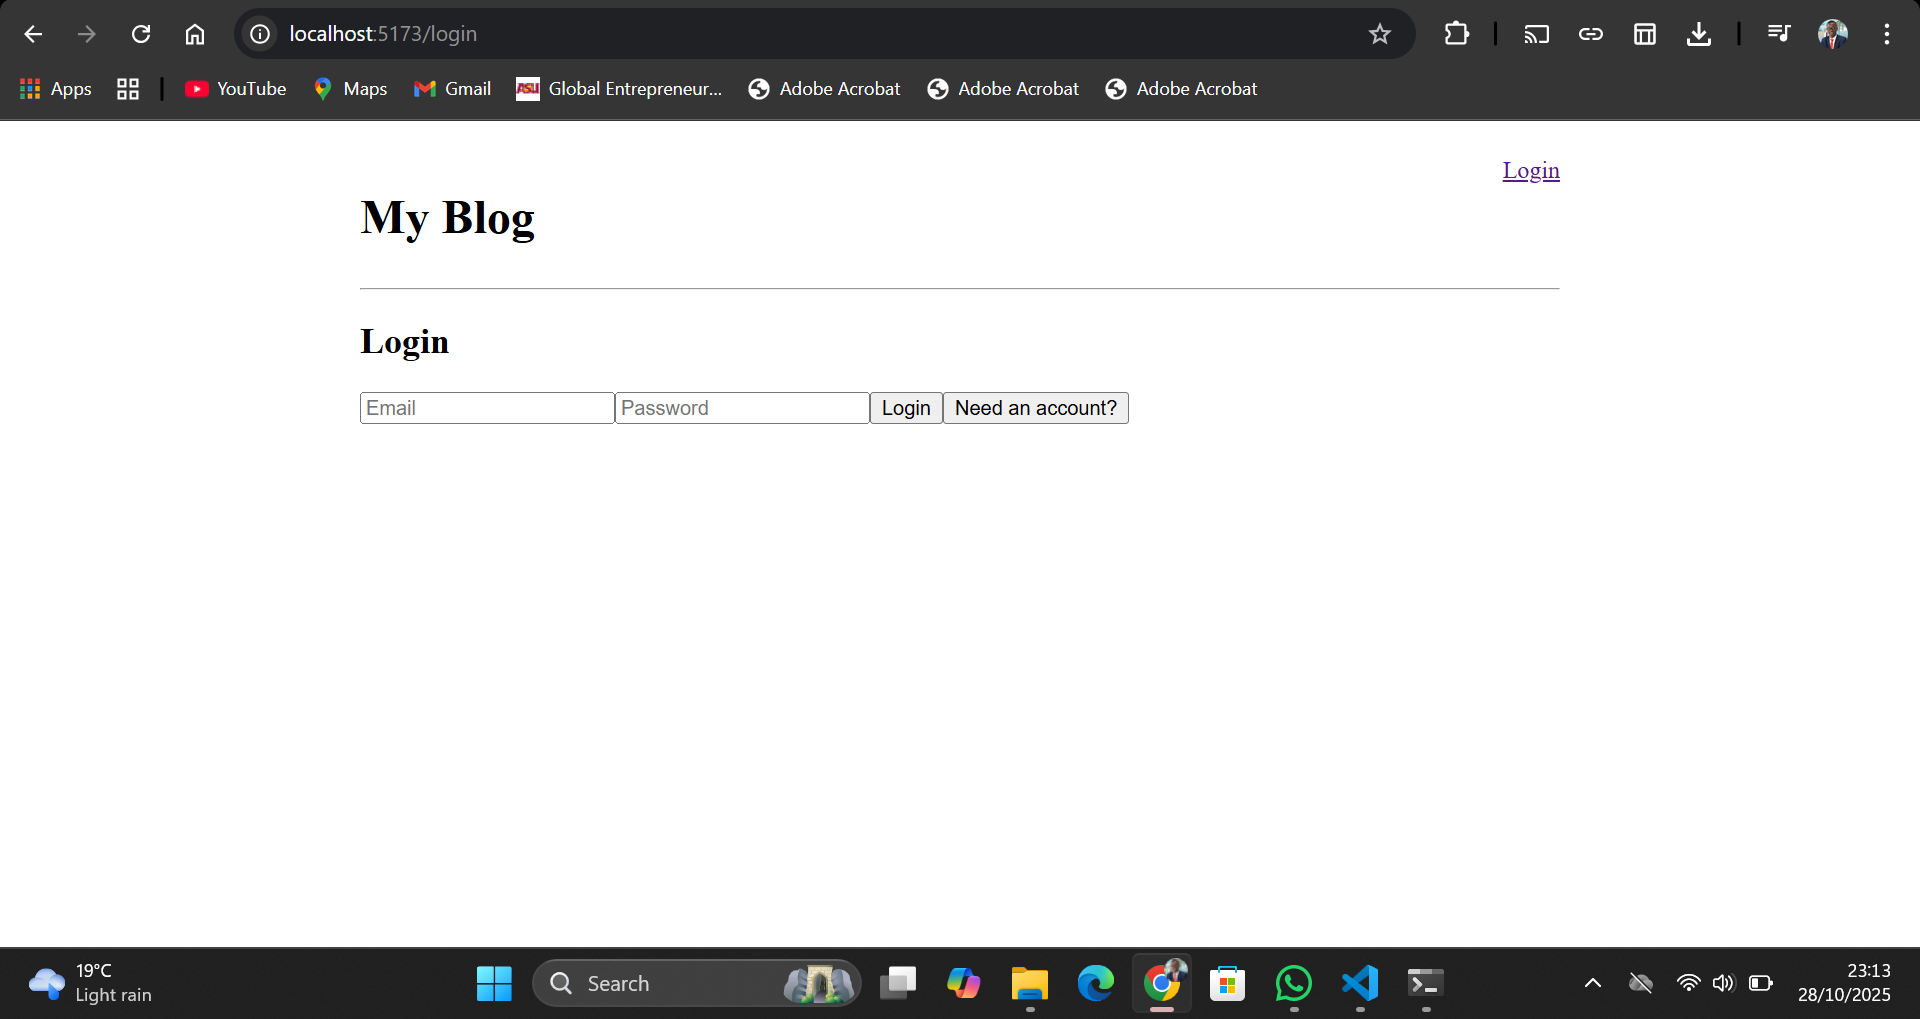 localhost:5173/login
Apps YouTube Maps Gmail ASU Global Entrepreneur... Adobe Acrobat Adobe Acrobat Adobe Acrobat
Login
My Blog
Login
Email Password Login Need an account?
19°C
Light rain
Search
23:13
28/10/2025